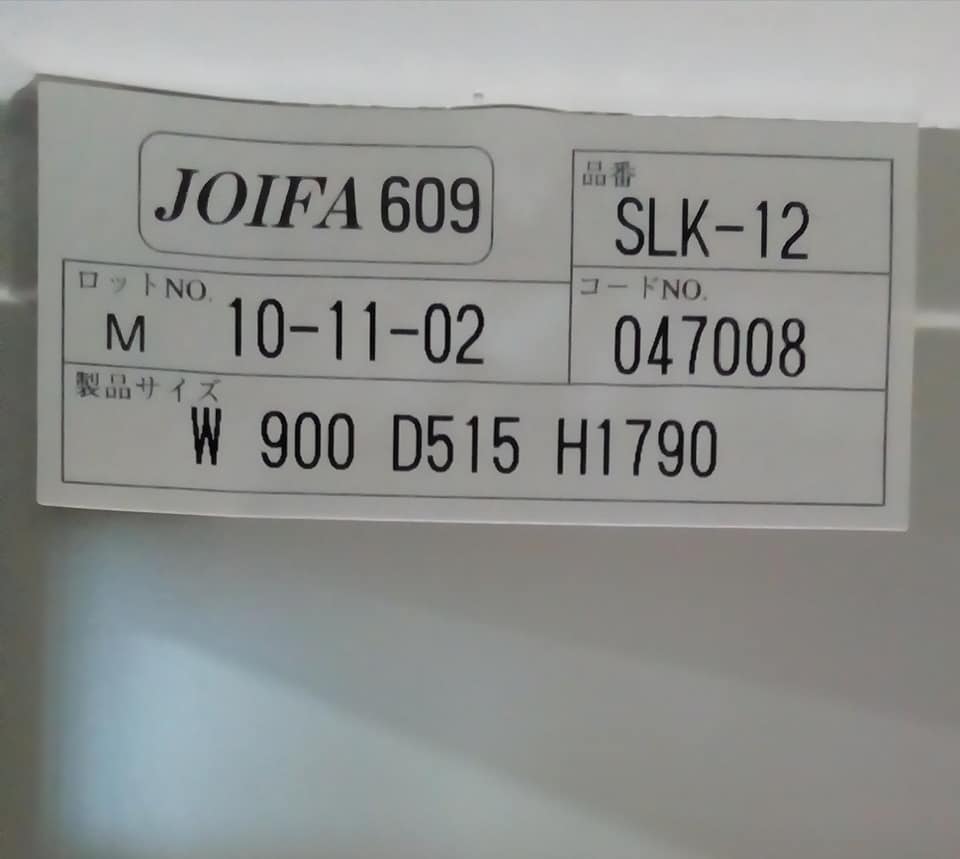 JOIFA 609
品番
SLK-12
ロットNO.
M 10-11-02
コードNO.
047008
製品サイズ
W 900 D515 H1790